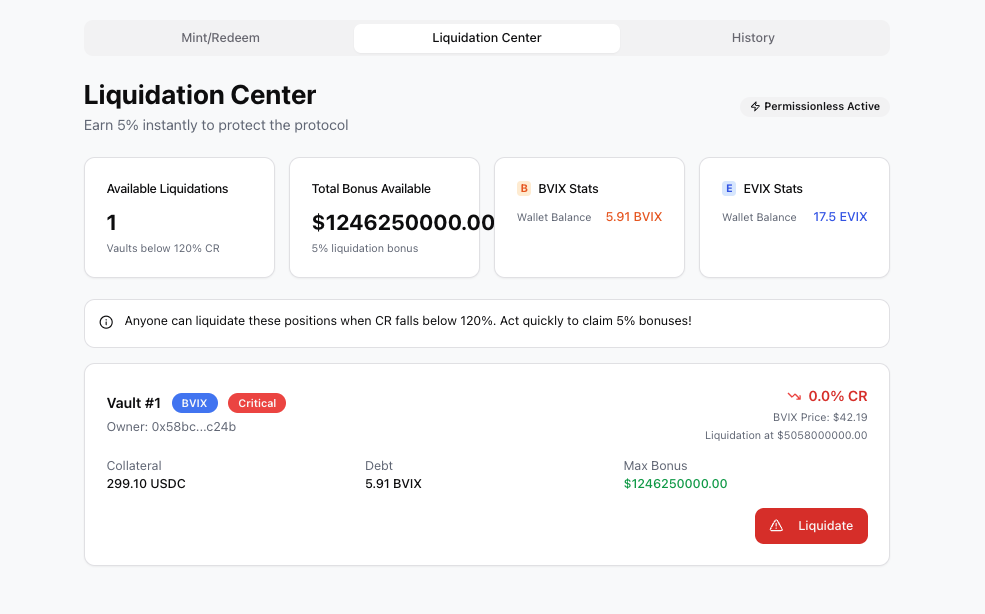 Mint/Redeem
Liquidation Center
History
Liquidation Center
Earn 5% instantly to protect the protocol
Permissionless Active
Available Liquidations
1
Vaults below 120% CR
Total Bonus Available
$1246250000.00
5% liquidation bonus
B BVIX Stats
Wallet Balance 5.91 BVIX
E EVIX Stats
Wallet Balance 17.5 EVIX
Anyone can liquidate these positions when CR falls below 120%. Act quickly to claim 5% bonuses!
Vault #1 BVIX Critical
Owner: 0x58bc...c24b
0.0% CR
BVIX Price: $42.19
Liquidation at $5058000000.00
Collateral
299.10 USDC
Debt
5.91 BVIX
Max Bonus
$1246250000.00
Liquidate